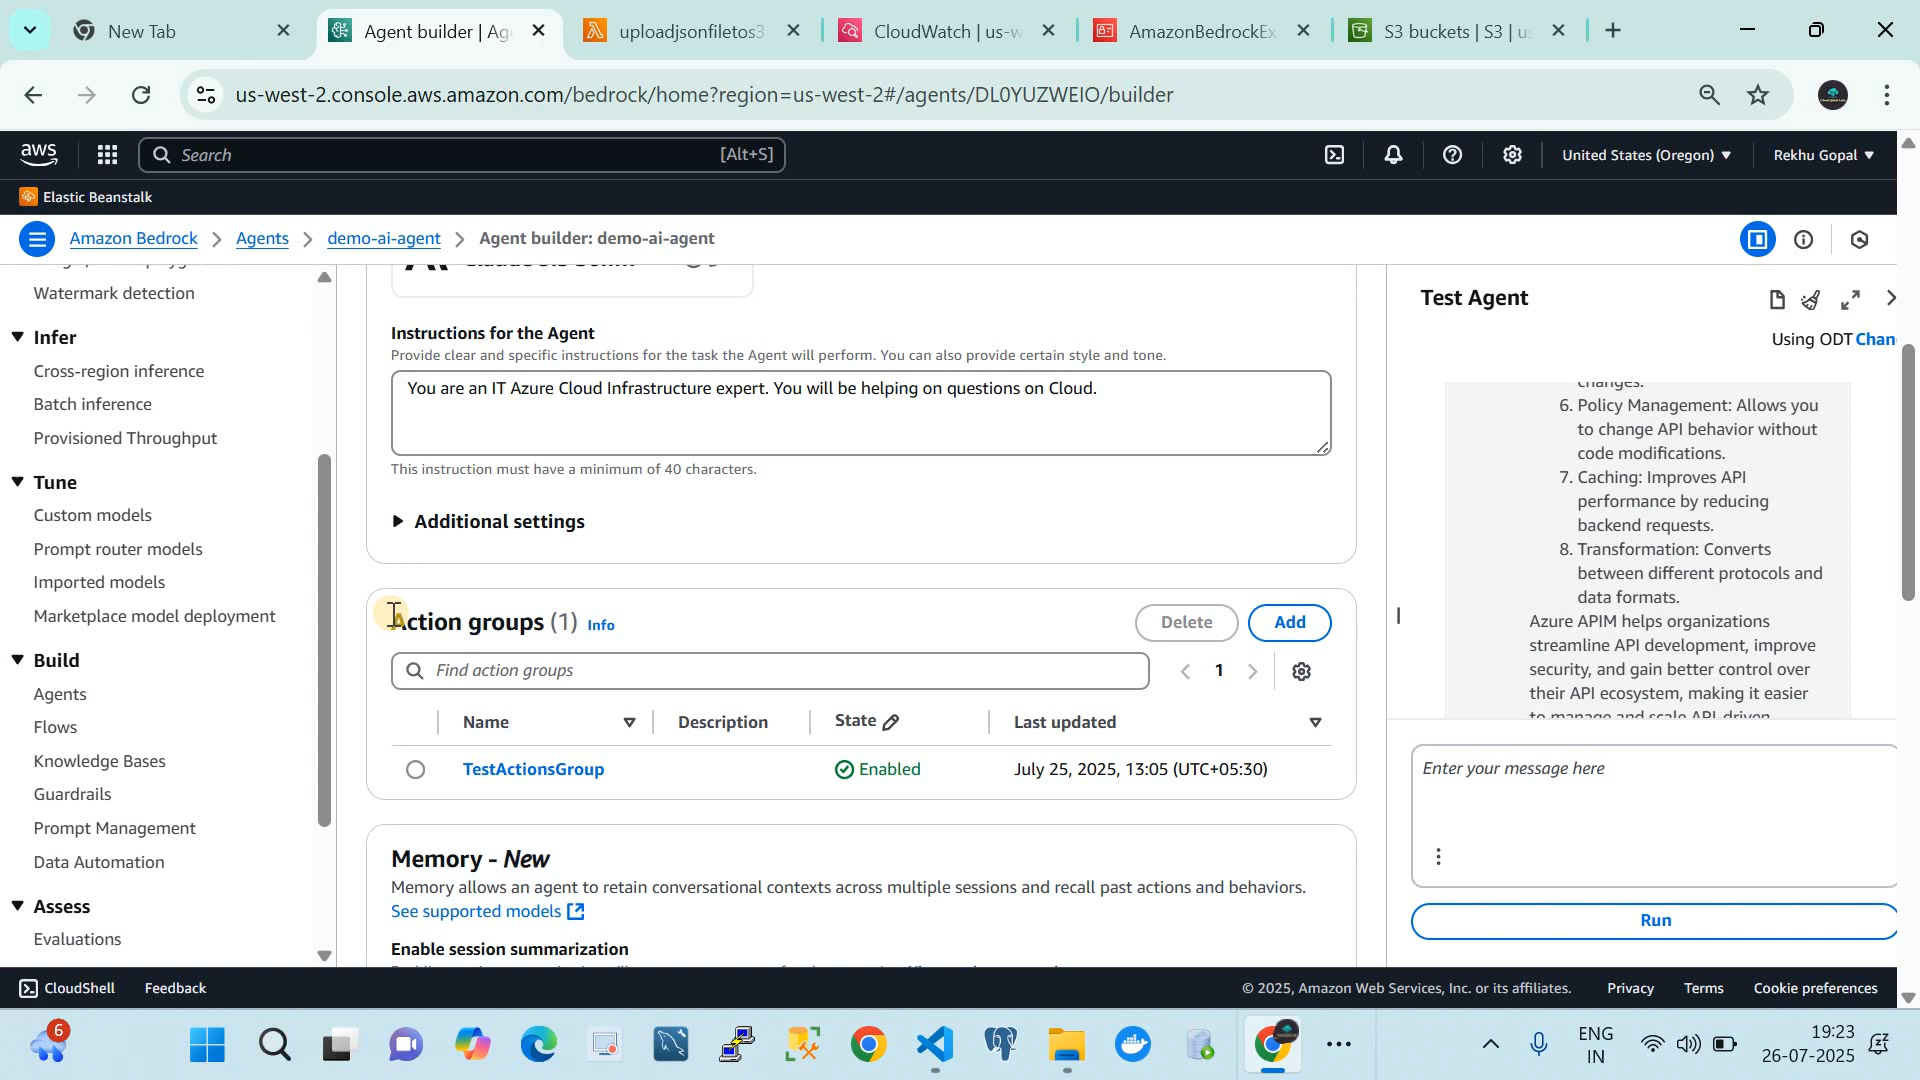 New Tab
Agent builder | Ag
uploadjsonfiletos3
CloudWatch | us-w
AmazonBedrockEx
S3 buckets | S3 | us
us-west-2.console.aws.amazon.com/bedrock/home?region=us-west-2#/agents/DL0YUZWEIO/builder
aws
Search
[Alt+S]
United States (Oregon)
Rekhu Gopal
Elastic Beanstalk
Amazon Bedrock
Agents
demo-ai-agent
Agent builder: demo-ai-agent
Watermark detection
Infer
Cross-region inference
Batch inference
Provisioned Throughput
Tune
Custom models
Prompt router models
Imported models
Marketplace model deployment
Build
Agents
Flows
Knowledge Bases
Guardrails
Prompt Management
Data Automation
Assess
Evaluations
Instructions for the Agent
Provide clear and specific instructions for the task the Agent will perform. You can also provide certain style and tone.
You are an IT Azure Cloud Infrastructure expert. You will be helping on questions on Cloud.
This instruction must have a minimum of 40 characters.
Additional settings
Action groups (1) Info
Delete
Add
Find action groups
1
Name
Description
State
Last updated
TestActionsGroup
Enabled
July 25, 2025, 13:05 (UTC+05:30)
Memory - New
Memory allows an agent to retain conversational contexts across multiple sessions and recall past actions and behaviors.
See supported models
Enable session summarization
Test Agent
Using ODT Chan
changes.
6. Policy Management: Allows you
to change API behavior without
code modifications.
7. Caching: Improves API
performance by reducing
backend requests.
8. Transformation: Converts
between different protocols and
data formats.
Azure APIM helps organizations
streamline API development, improve
security, and gain better control over
their API ecosystem, making it easier
to manage and scale API-driven
Enter your message here
Run
CloudShell
Feedback
© 2025, Amazon Web Services, Inc. or its affiliates.
Privacy
Terms
Cookie preferences
6
ENG
IN
19:23
26-07-2025